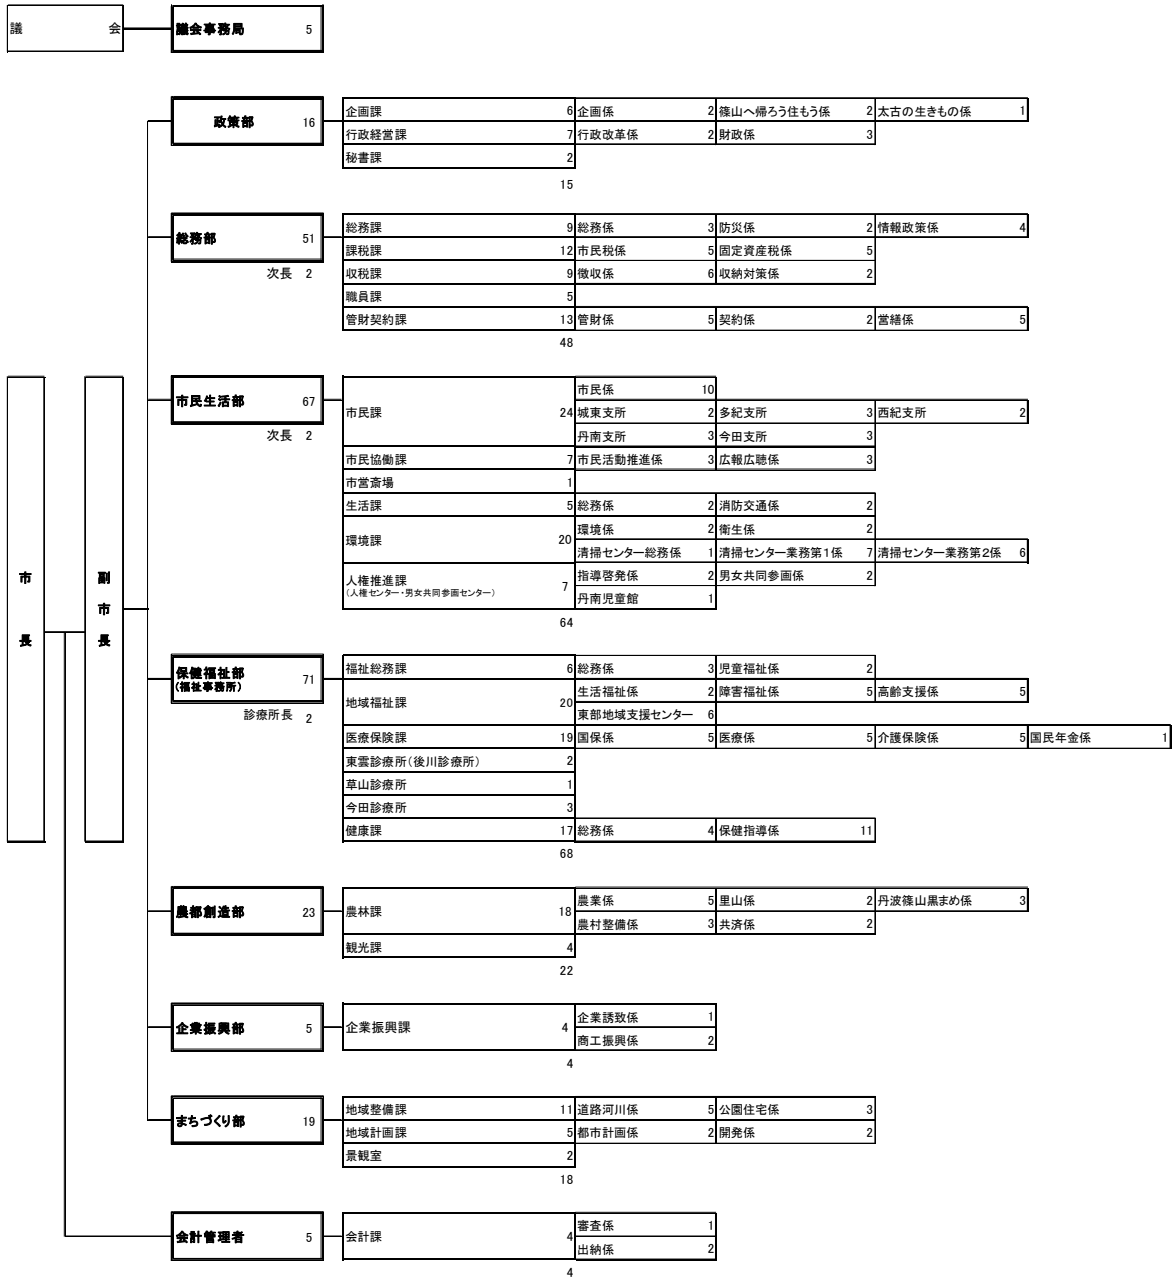 議 会 議会事務局 5
政策部 16 企画課 6 企画係 2 篠山へ帰ろう住もう係 2 太古の生きもの係 1
行政経営課 7 行政改革係 2 財政係 3
秘書課 2
15
総務部 51 総務課 9 総務係 3 防災係 2 情報政策係 4
課税課 12 市民税係 5 固定資産税係 5
次長 2 収税課 9 徴収係 6 収納対策係 2
職員課 5
管財契約課 13 管財係 5 契約係 2 営繕係 5
48
市民生活部 67 市民課 24 市民係 10
城東支所 2 多紀支所 3 西紀支所 2
次長 2 丹南支所 3 今田支所 3
市民協働課 7 市民活動推進係 3 広報広聴係 3
市営斎場 1
生活課 5 総務係 2 消防交通係 2
環境課 20 環境係 2 衛生係 2
清掃センター総務係 1 清掃センター業務第1係 7 清掃センター業務第2係 6
人権推進課 7 指導啓発係 2 男女共同参画係 2
(人権センター・男女共同参画センター)
丹南児童館 1
64
市長 副市長
保健福祉部 71 福祉総務課 6 総務係 3 児童福祉係 2
(福祉事務所)
地域福祉課 20 生活福祉係 2 障害福祉係 5 高齢支援係 5
診療所長 2 東部地域支援センター 6
医療保険課 19 国保係 5 医療係 5 介護保険係 5 国民年金係 1
東雲診療所(後川診療所) 2
草山診療所 1
今田診療所 3
健康課 17 総務係 4 保健指導係 11
68
農都創造部 23 農林課 18 農業係 5 里山係 2 丹波篠山黒まめ係 3
農村整備係 3 共済係 2
観光課 4
22
企業振興部 5 企業振興課 4 企業誘致係 1
商工振興係 2
4
まちづくり部 19 地域整備課 11 道路河川係 5 公園住宅係 3
地域計画課 5 都市計画係 2 開発係 2
景観室 2
18
会計管理者 5 会計課 4 審査係 1
出納係 2
4